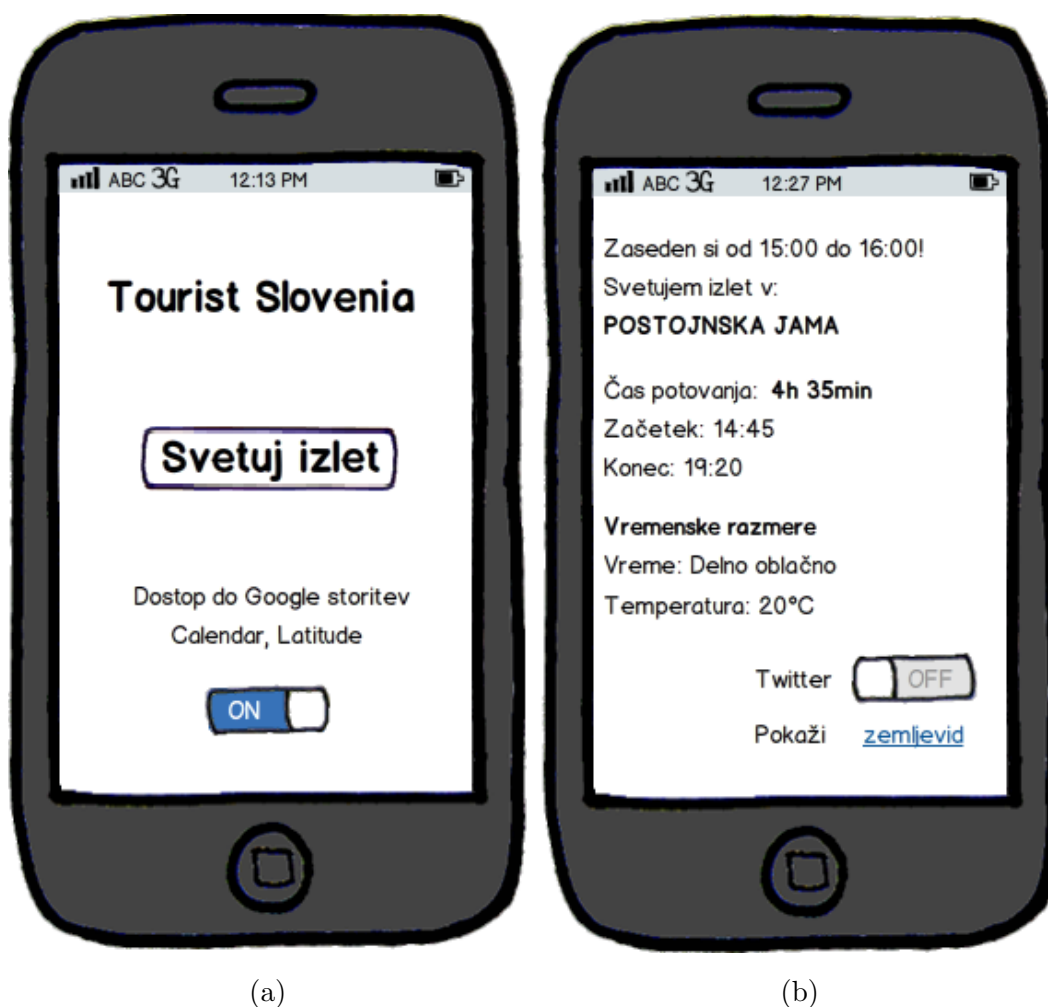 ABC 3G 12:13 PM
Tourist Slovenia
Svetuj izlet
Dostop do Google storitev
Calendar, Latitude
ON
(a)
ABC 3G 12:27 PM
Zaseden si od 15:00 do 16:00!
Svetujem izlet v:
POSTOJNSKA JAMA
Čas potovanja: 4h 35min
Začetek: 14:45
Konec: 19:20
Vremenske razmere
Vreme: Delno oblačno
Temperatura: 20°C
Twitter OFF
Pokaži zemljevid
(b)